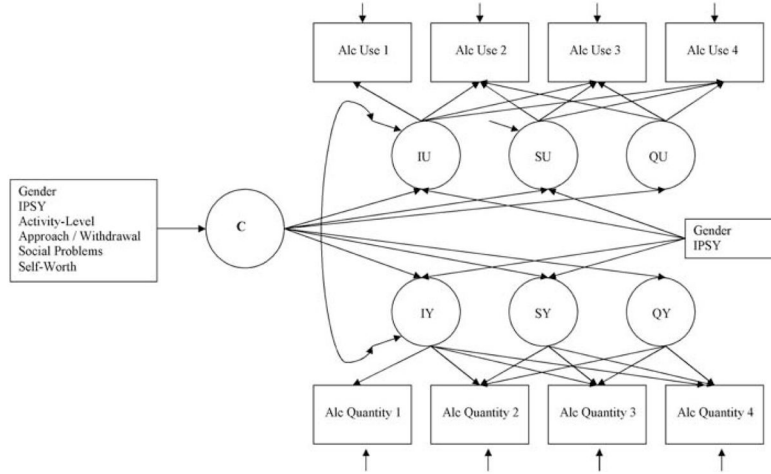 Alc Use 1
Alc Use 2
Alc Use 3
Alc Use 4
IU
SU
QU
Gender
IPSY
Activity-Level
Approach / Withdrawal
Social Problems
Self-Worth
C
Gender
IPSY
IY
SY
QY
Alc Quantity 1
Alc Quantity 2
Alc Quantity 3
Alc Quantity 4